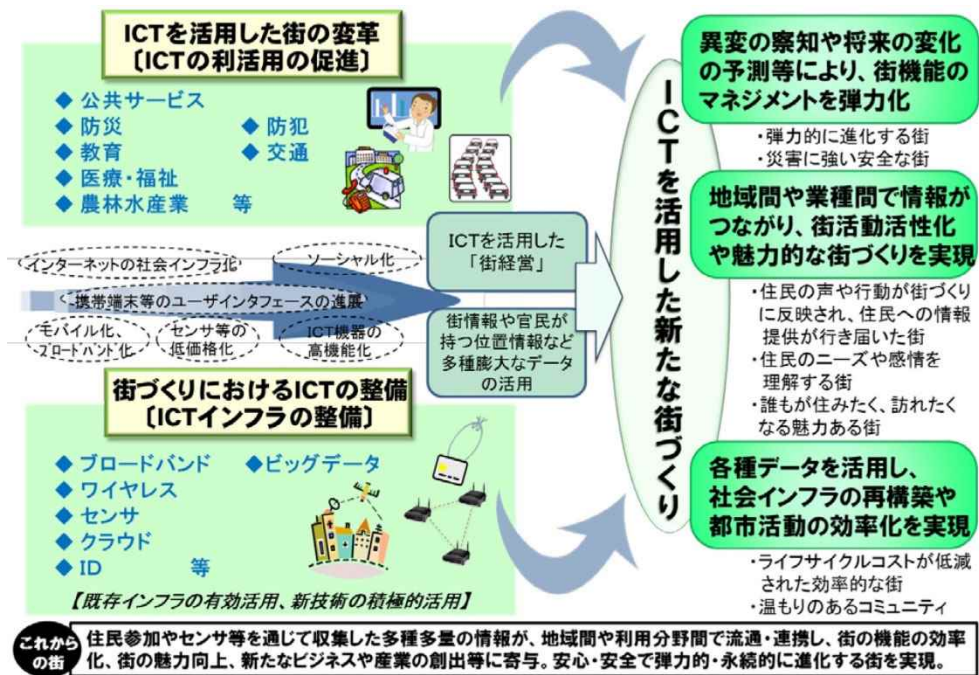 ICTを活用した街の変革
〔ICTの利活用の促進〕
◆ 公共サービス
◆ 防災
◆ 防犯
◆ 教育
◆ 交通
◆ 医療・福祉
◆ 農林水産業 等
インターネットの社会インフラ化
ソーシャル化
携帯端末等のユーザインタフェースの進展
モバイル化、
ブロードバンド化
センサ等の
低価格化
ICT機器の
高機能化
ICTを活用した
「街経営」
街情報や官民が
持つ位置情報など
多種膨大なデータ
の活用
街づくりにおけるICTの整備
〔ICTインフラの整備〕
◆ ブロードバンド
◆ビッグデータ
◆ ワイヤレス
◆ センサ
◆ クラウド
◆ ID 等
【既存インフラの有効活用、新技術の積極的活用】
ICTを活用した新たな街づくり
異変の察知や将来の変化
の予測等により、街機能の
マネジメントを弾力化
・弾力的に進化する街
・災害に強い安全な街
地域間や業種間で情報が
つながり、街活動活性化
や魅力的な街づくりを実現
・住民の声や行動が街づくり
に反映され、住民への情報
提供が行き届いた街
・住民のニーズや感情を
理解する街
・誰もが住みたく、訪れたく
なる魅力ある街
各種データを活用し、
社会インフラの再構築や
都市活動の効率化を実現
・ライフサイクルコストが低減
された効率的な街
・温もりのあるコミュニティ
これから
の街
住民参加やセンサ等を通じて収集した多種多量の情報が、地域間や利用分野間で流通・連携し、街の機能の効率
化、街の魅力向上、新たなビジネスや産業の創出等に寄与。安心・安全で弾力的・永続的に進化する街を実現。